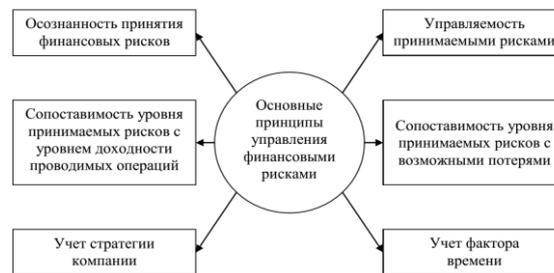 Осознанность принятия
финансовых рисков
Управляемость
принимаемыми рисками
Сопоставимость уровня
принимаемых рисков с
уровнем доходности
проводимых операций
Основные
принципы
управления
финансовыми
рисками
Сопоставимость уровня
принимаемых рисков с
возможными потерями
Учет стратегии
компании
Учет фактора
времени